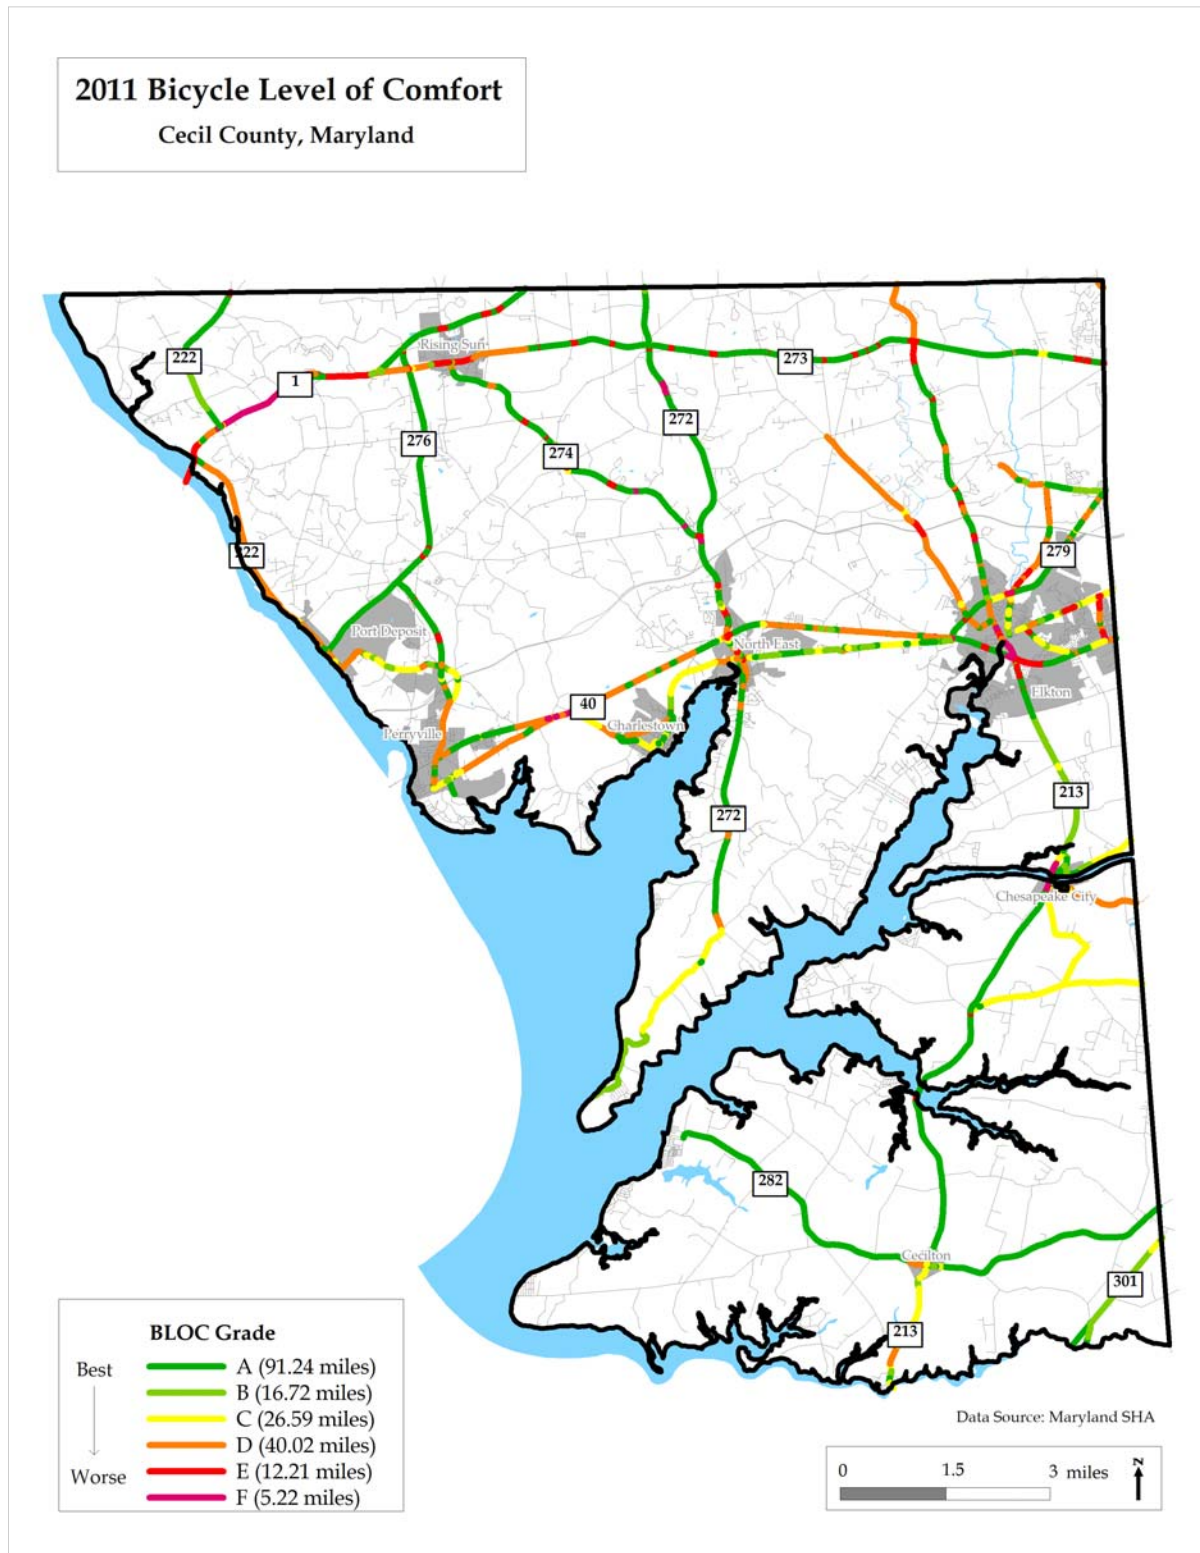 2011 Bicycle Level of Comfort
Cecil County, Maryland
222
1
Rising Sun
273
276
274
272
222
279
Port Deposit
North East
40
Charlestown
Perryville
Elkton
272
213
Chesapeake City
282
Cecilton
301
213
BLOC Grade
Best
Worse
A (91.24 miles)
B (16.72 miles)
C (26.59 miles)
D (40.02 miles)
E (12.21 miles)
F (5.22 miles)
Data Source: Maryland SHA
0 1.5 3 miles
N